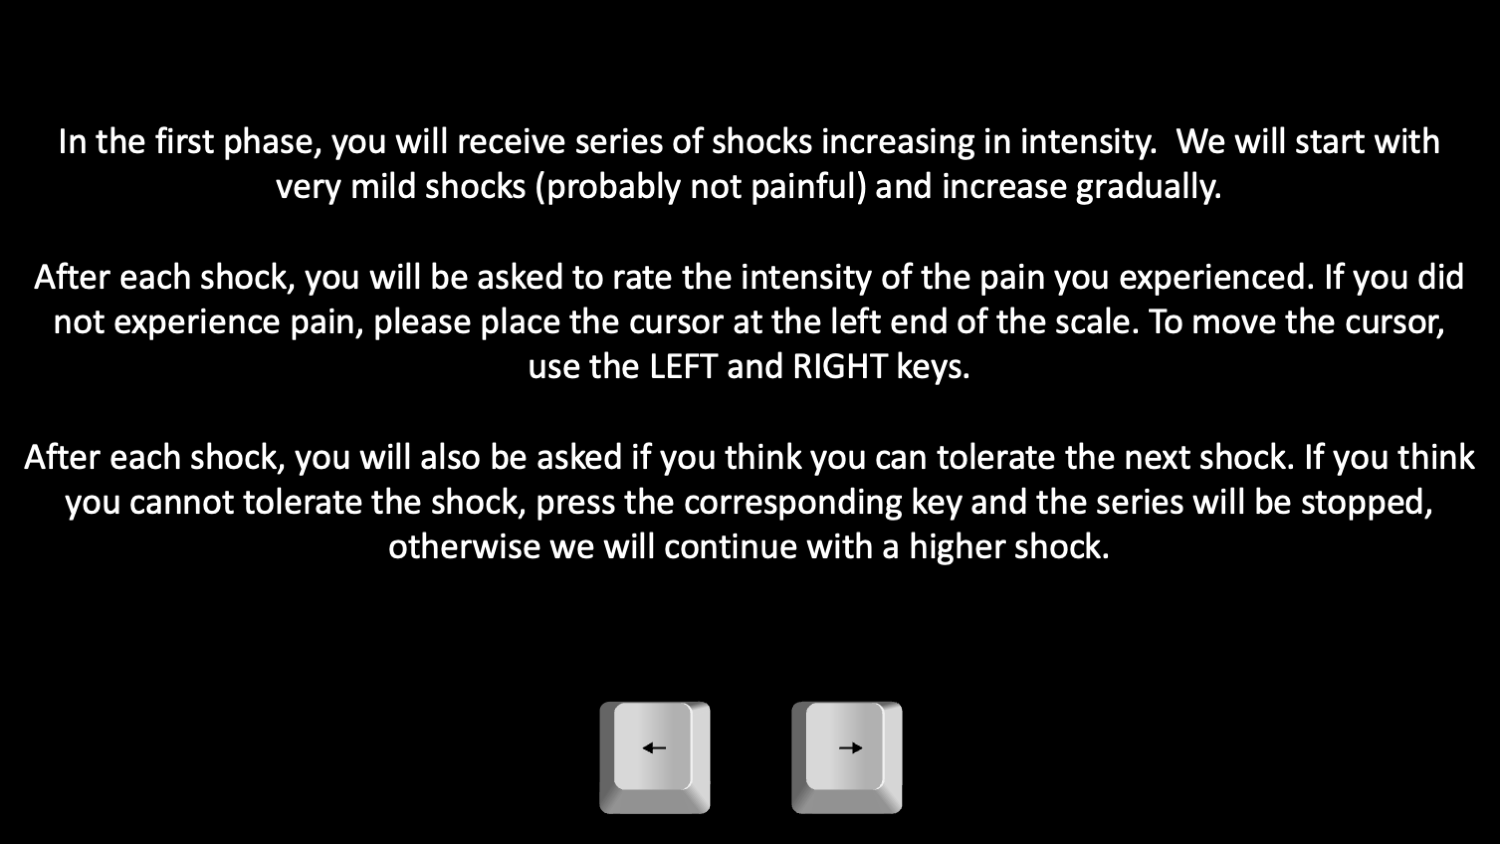 In the first phase, you will receive series of shocks increasing in intensity.  We will start with
very mild shocks (probably not painful) and increase gradually.
After each shock, you will be asked to rate the intensity of the pain you experienced. If you did
not experience pain, please place the cursor at the left end of the scale. To move the cursor,
use the LEFT and RIGHT keys.
After each shock, you will also be asked if you think you can tolerate the next shock. If you think
you cannot tolerate the shock, press the corresponding key and the series will be stopped,
otherwise we will continue with a higher shock.
← →